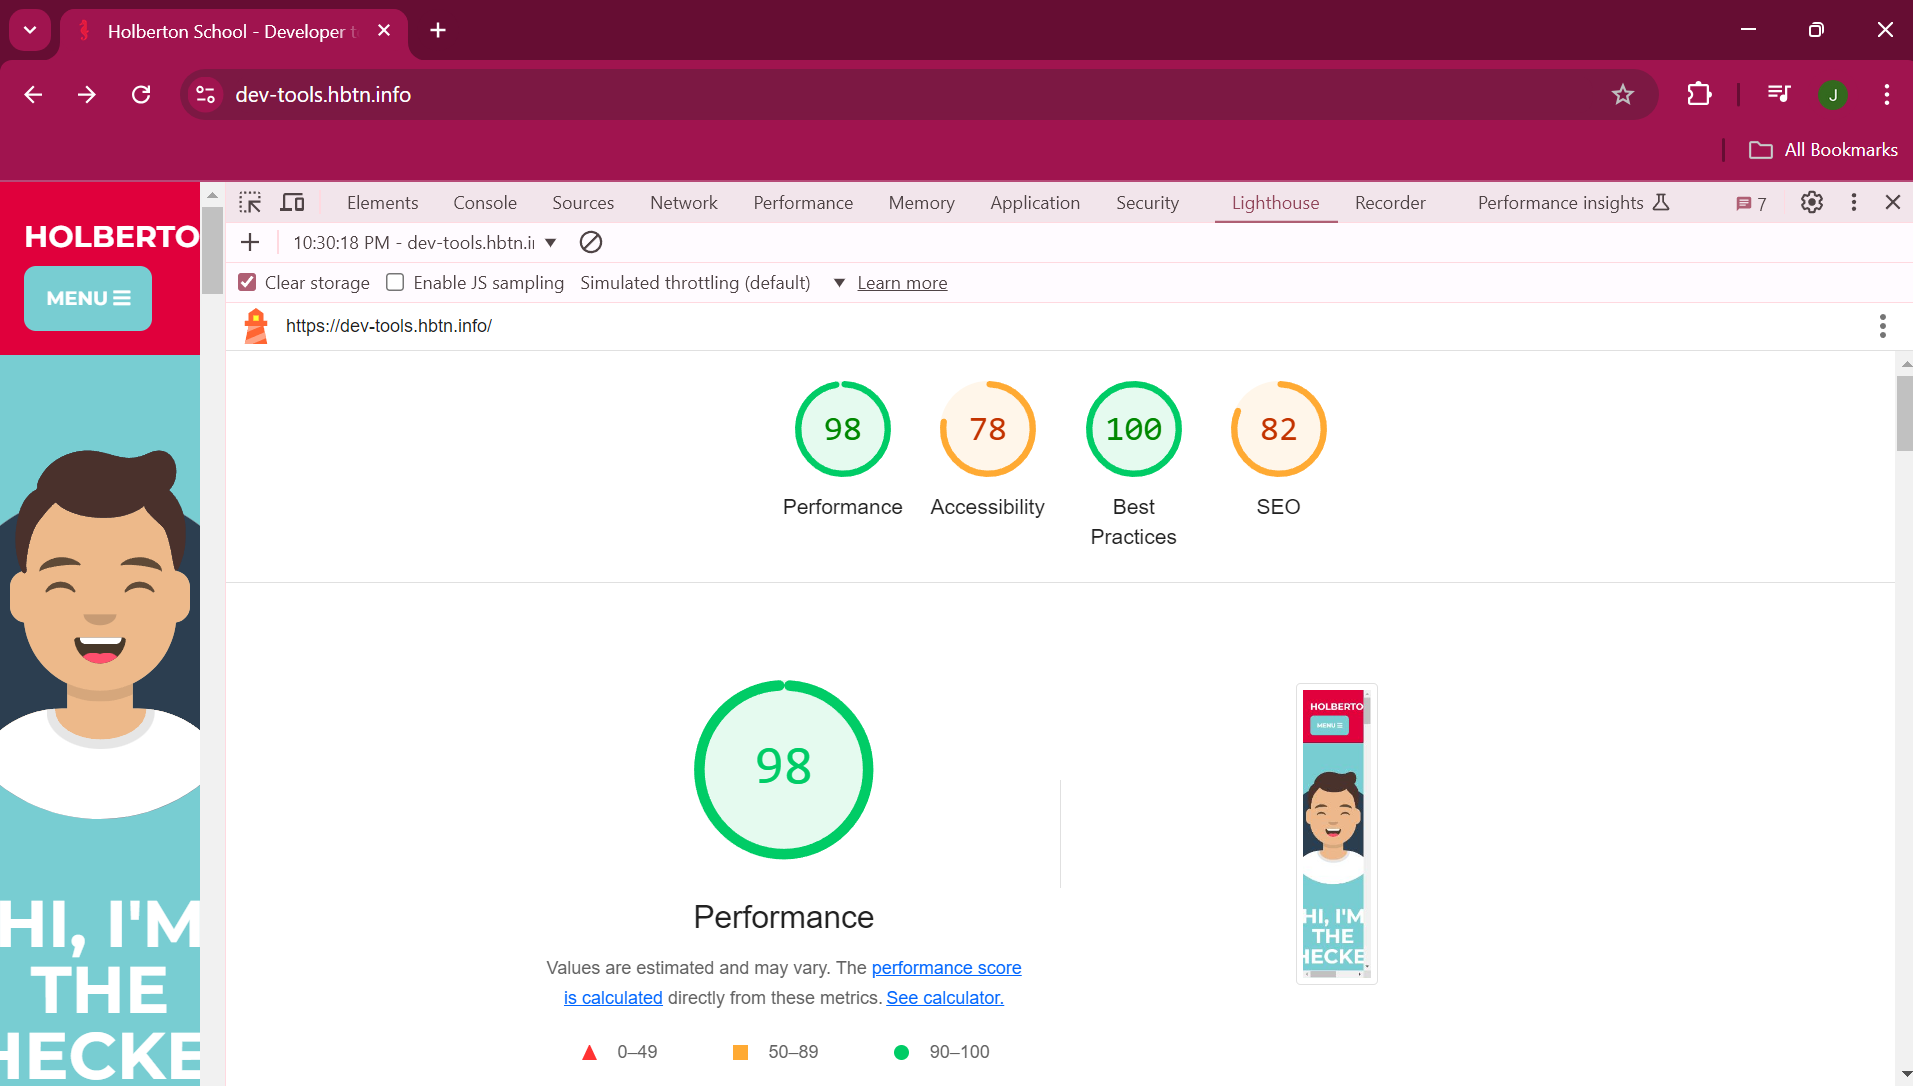 Holberton School - Developer t
dev-tools.hbtn.info
J
All Bookmarks
HOLBERTO
MENU
HI, I'M
THE
HECKE
Elements Console Sources Network Performance Memory Application Security Lighthouse Recorder Performance insights 7
10:30:18 PM - dev-tools.hbtn.i
Clear storage Enable JS sampling Simulated throttling (default) Learn more
https://dev-tools.hbtn.info/
98 78 100 82
Performance Accessibility Best Practices SEO
98
Performance
Values are estimated and may vary. The performance score
is calculated directly from these metrics. See calculator.
0–49 50–89 90–100
HOLBERTO
MENU
HI, I'M
THE
HECKE